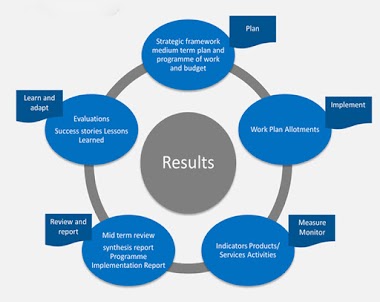 Plan
Strategic framework
medium term plan and
programme of work
and budget
Implement
Work Plan Allotments
Measure
Monitor
Indicators Products/
Services Activities
Review and
report
Mid term review
synthesis report
Programme
Implementation Report
Learn and
adapt
Evaluations
Success stories Lessons
Learned
Results